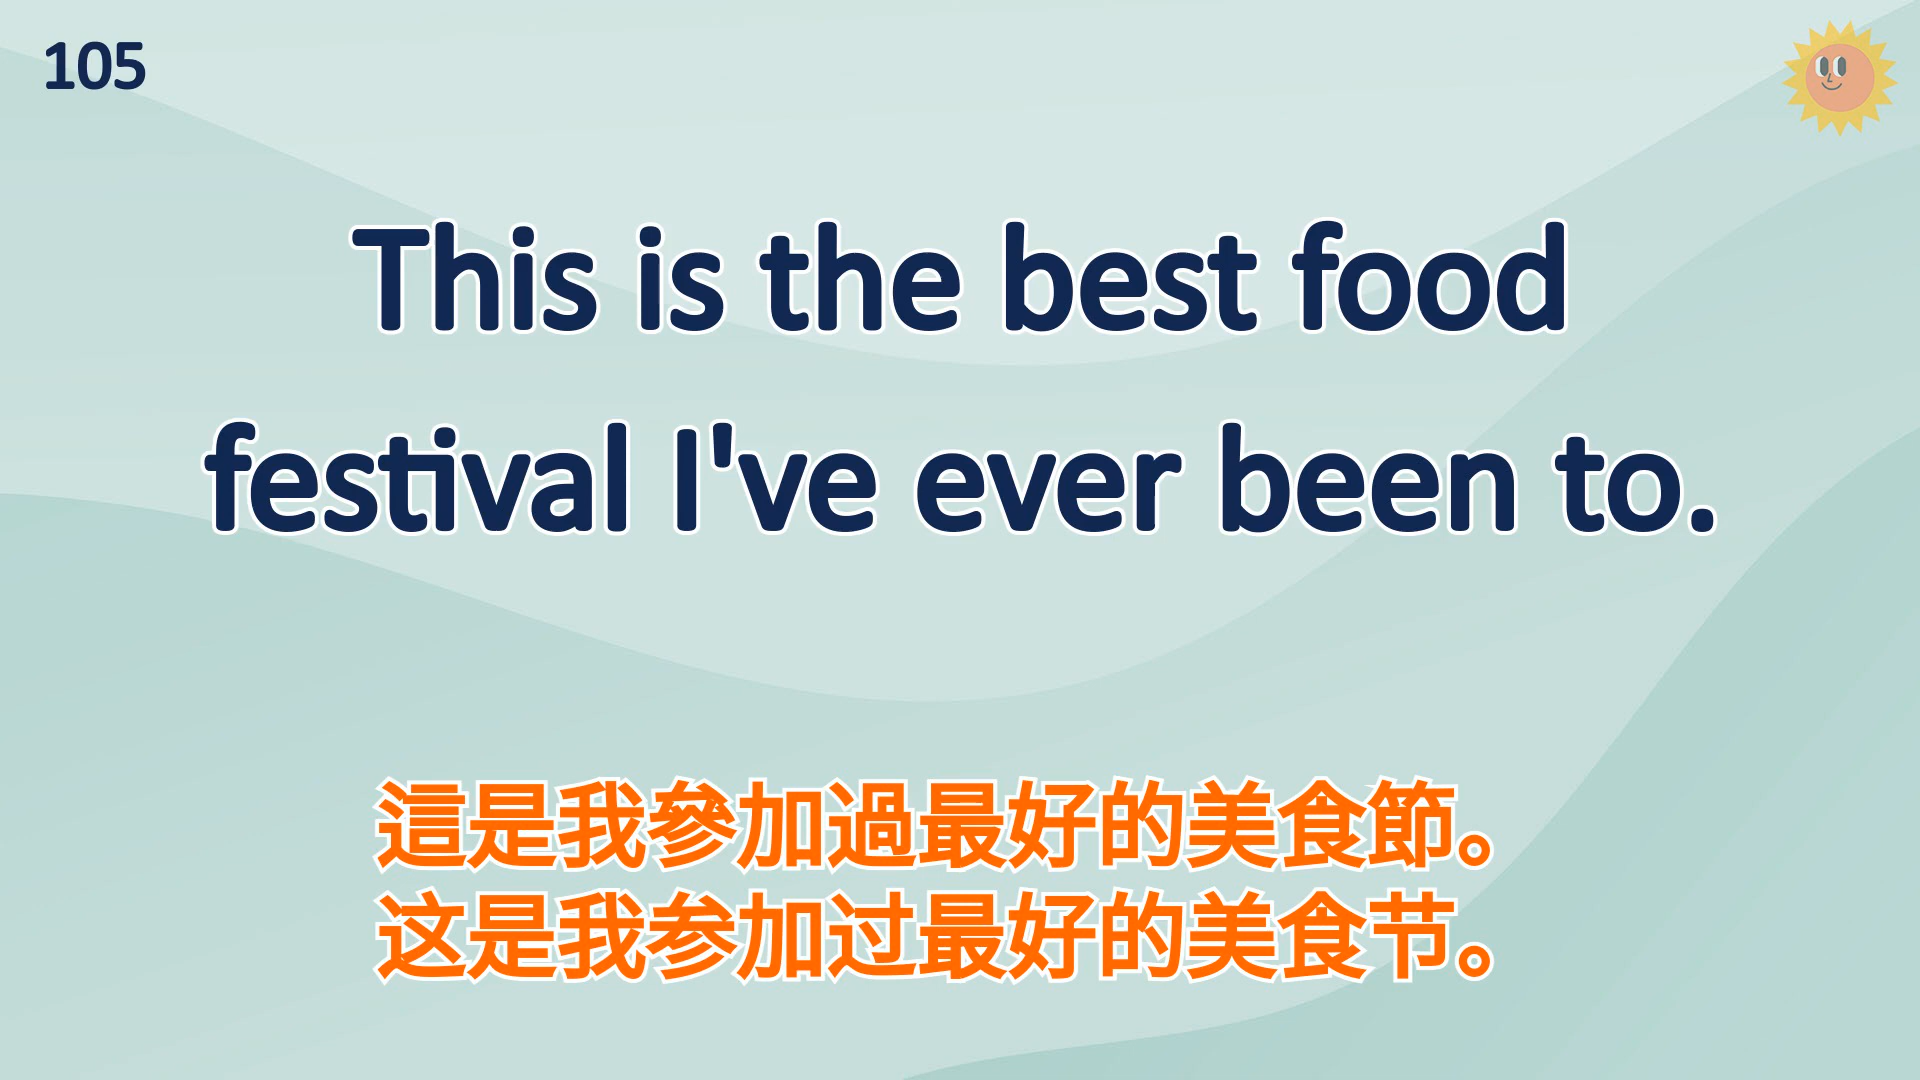 105
This is the best food
festival I've ever been to.
這是我參加過最好的美食節。
这是我参加过最好的美食节。